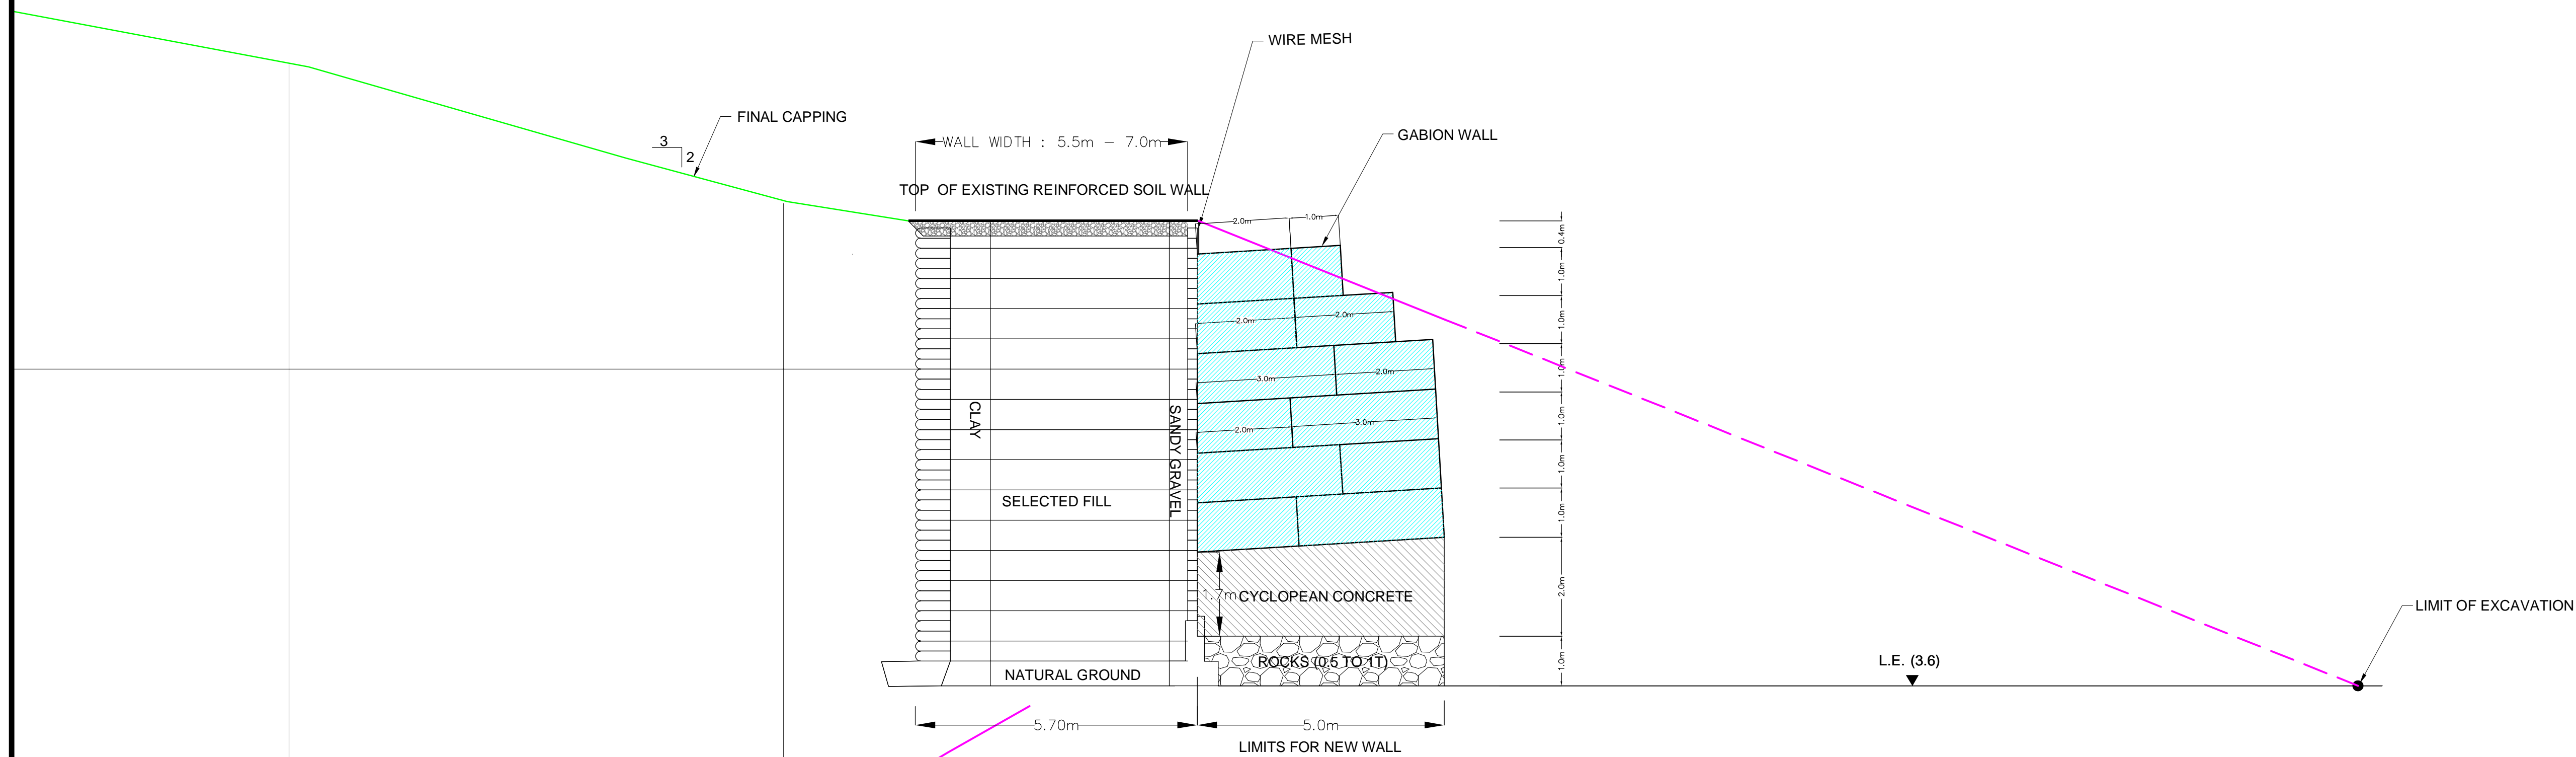 WIRE MESH
FINAL CAPPING
3
2
GABION WALL
WALL WIDTH : 5.5m - 7.0m
TOP OF EXISTING REINFORCED SOIL WALL
2.0m
1.0m
0.4m
1.0m
1.0m
2.0m
2.0m
1.0m
3.0m
2.0m
1.0m
2.0m
3.0m
1.0m
1.0m
CLAY
SANDY GRAVEL
SELECTED FILL
2.0m
1.7m
CYCLOPEAN CONCRETE
LIMIT OF EXCAVATION
ROCKS (0.5 TO 1T)
1.0m
L.E. (3.6)
NATURAL GROUND
5.70m
5.0m
LIMITS FOR NEW WALL